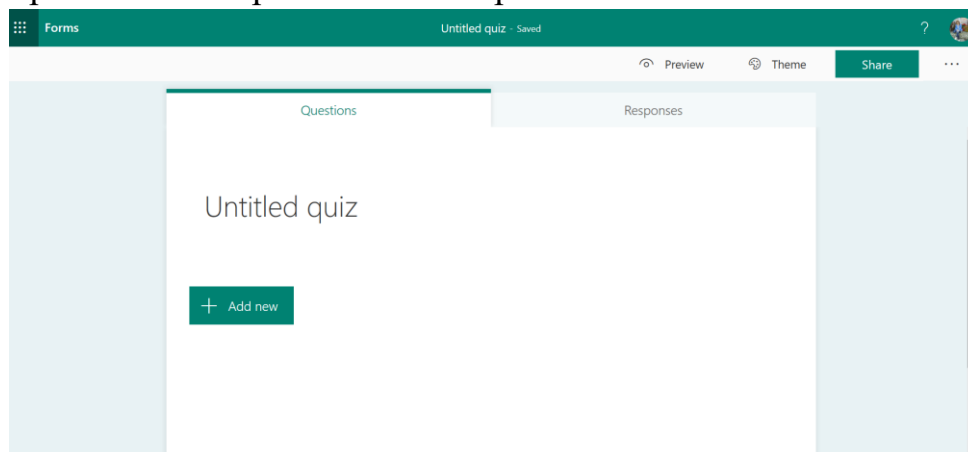 Forms
Untitled quiz - Saved
?
Preview
Theme
Share
...
Questions
Responses
Untitled quiz
+ Add new